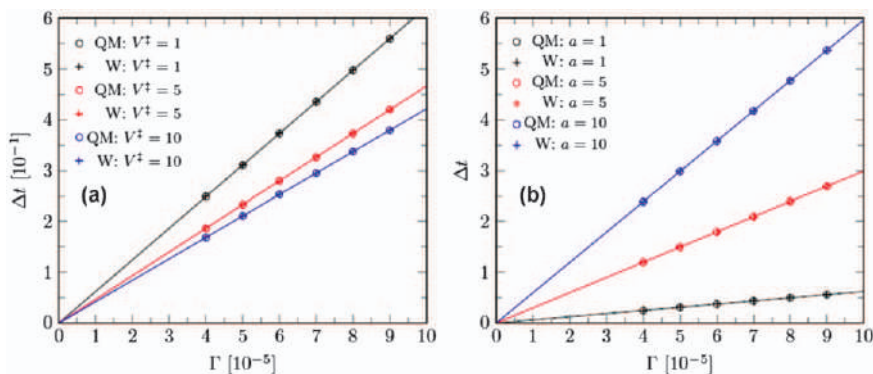 6
5
4
3
2
1
0
Δt [10⁻¹]
QM: V‡ = 1
W: V‡ = 1
QM: V‡ = 5
W: V‡ = 5
QM: V‡ = 10
W: V‡ = 10
(a)
0 1 2 3 4 5 6 7 8 9 10
Γ [10⁻⁵]
6
5
4
3
2
1
0
Δt
QM: a = 1
W: a = 1
QM: a = 5
W: a = 5
QM: a = 10
W: a = 10
(b)
0 1 2 3 4 5 6 7 8 9 10
Γ [10⁻⁵]